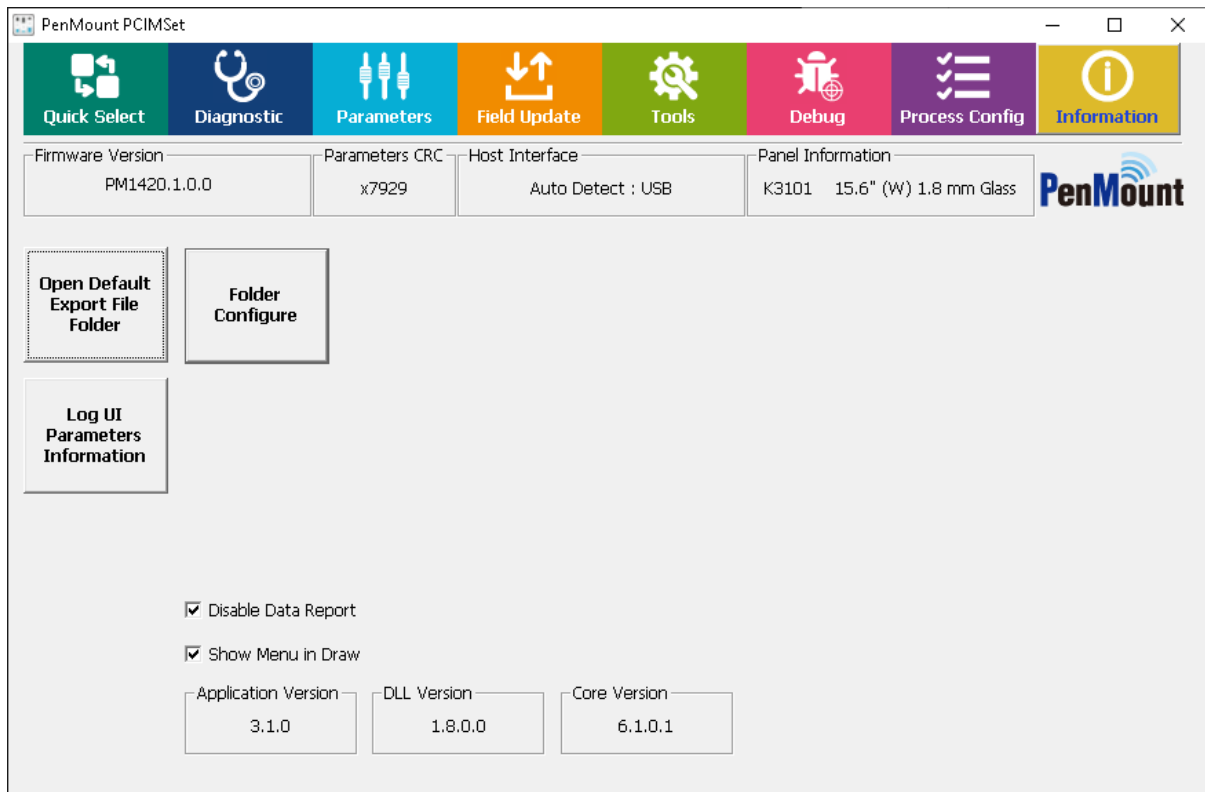 PenMount PCIMSet
Quick Select
Diagnostic
Parameters
Field Update
Tools
Debug
Process Config
Information
Firmware Version
PM1420.1.0.0
Parameters CRC
x7929
Host Interface
Auto Detect : USB
Panel Information
K3101 15.6" (W) 1.8 mm Glass
PenMount
Open Default
Export File
Folder
Folder
Configure
Log UI
Parameters
Information
Disable Data Report
Show Menu in Draw
Application Version
3.1.0
DLL Version
1.8.0.0
Core Version
6.1.0.1